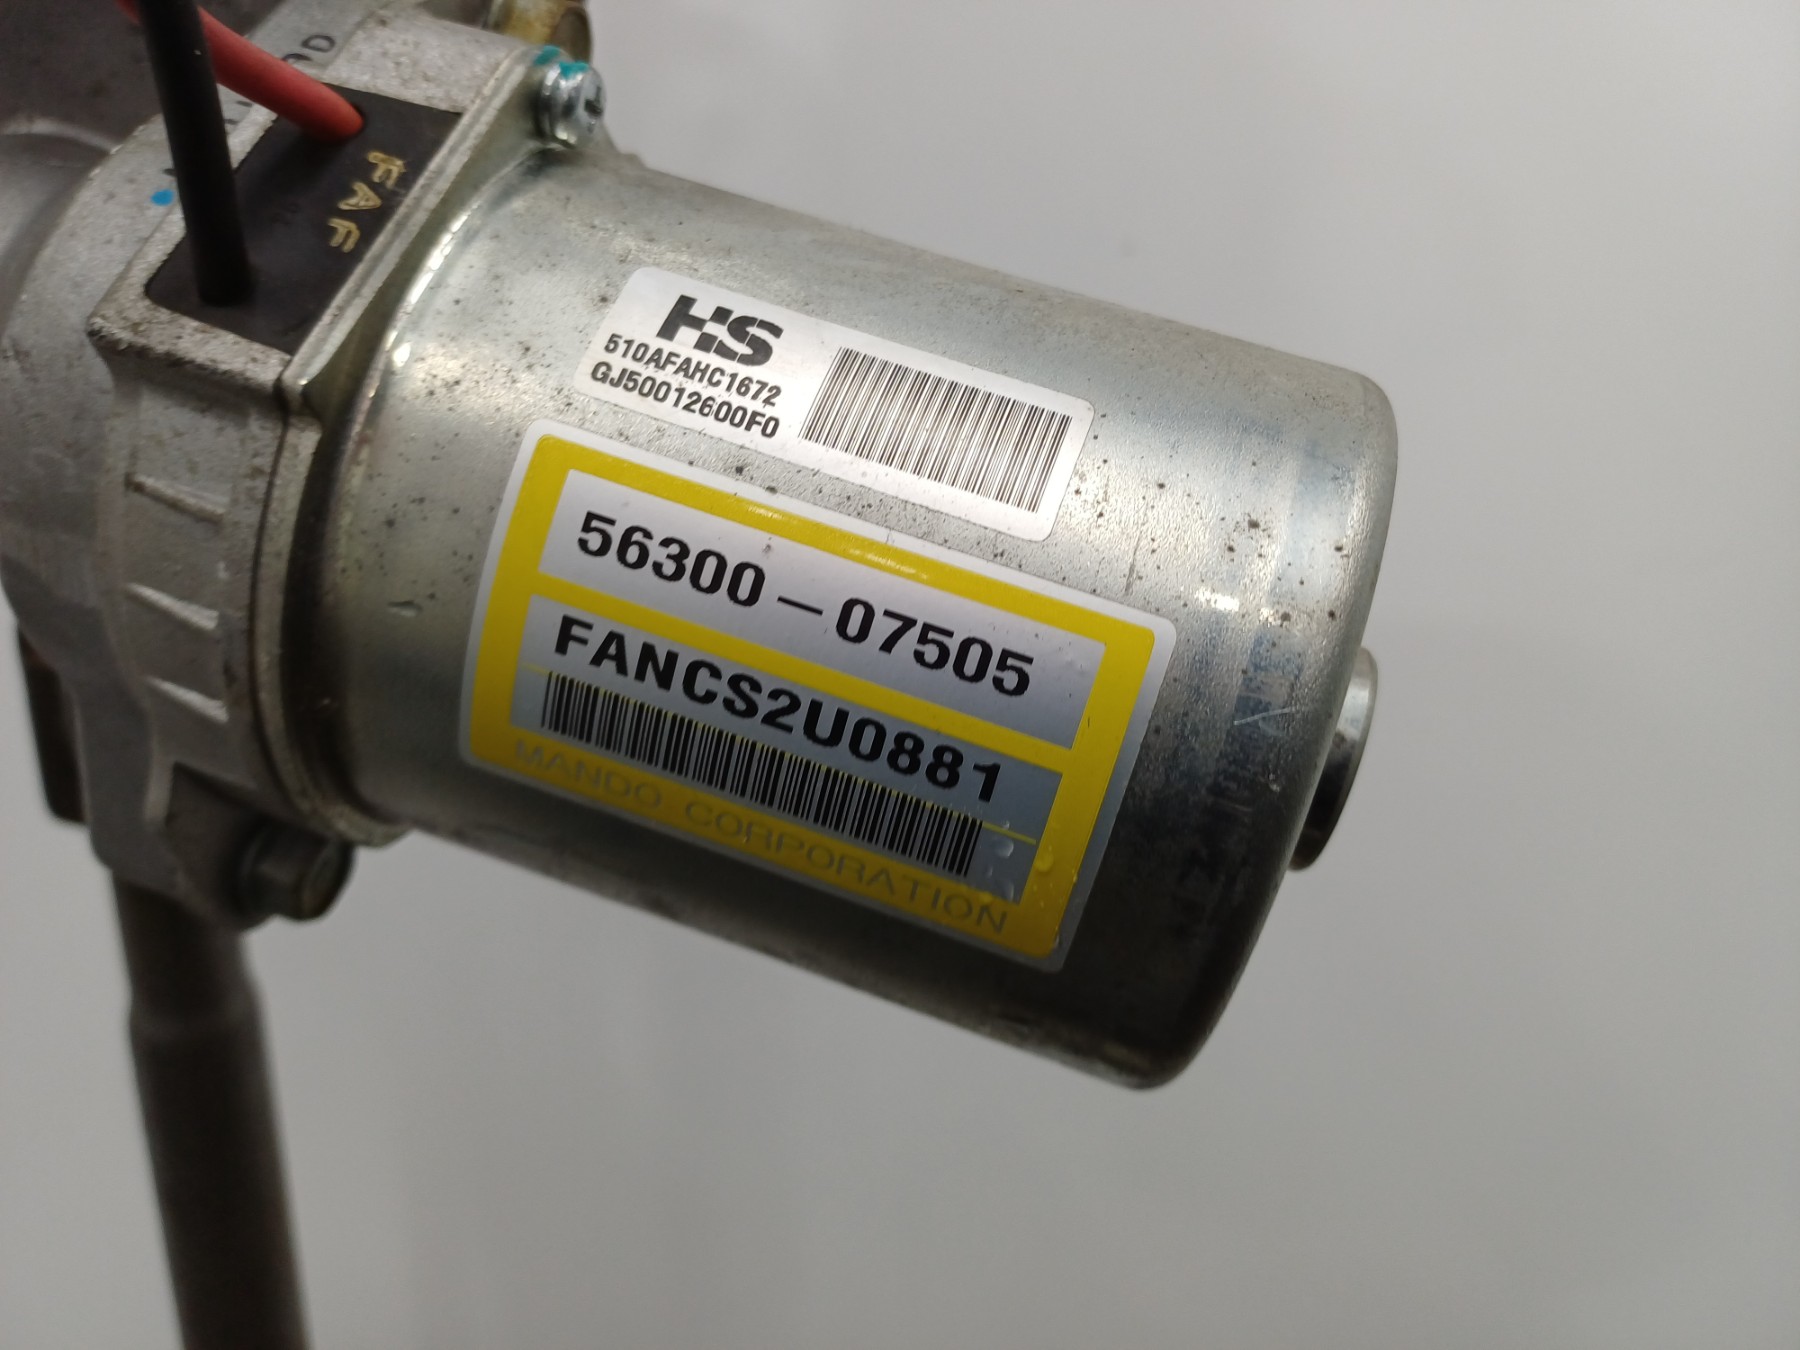 FAF
HS
510AFAHC1672
GJ50012600F0
56300-07505
FANCS2U0881
MANDO CORPORATION